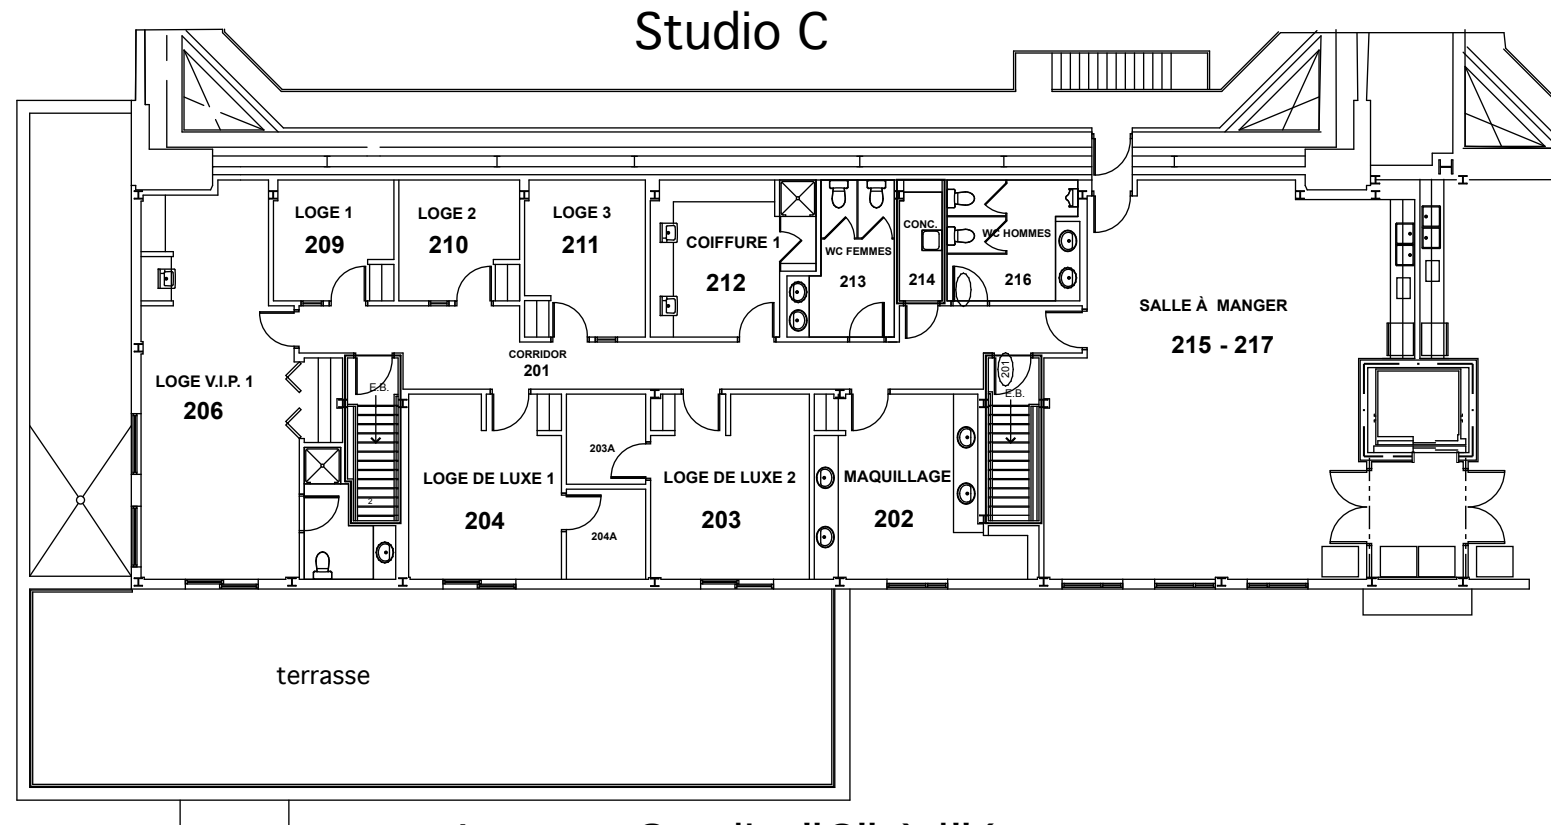 Studio C
LOGE 1
209
LOGE 2
210
LOGE 3
211
COIFFURE 1
212
WC FEMMES
213
CONC.
214
WC HOMMES
216
SALLE À MANGER
215 - 217
CORRIDOR
201
LOGE V.I.P. 1
206
E.B.
2
201
E.B.
203A
LOGE DE LUXE 1
204
204A
LOGE DE LUXE 2
203
MAQUILLAGE
202
terrasse